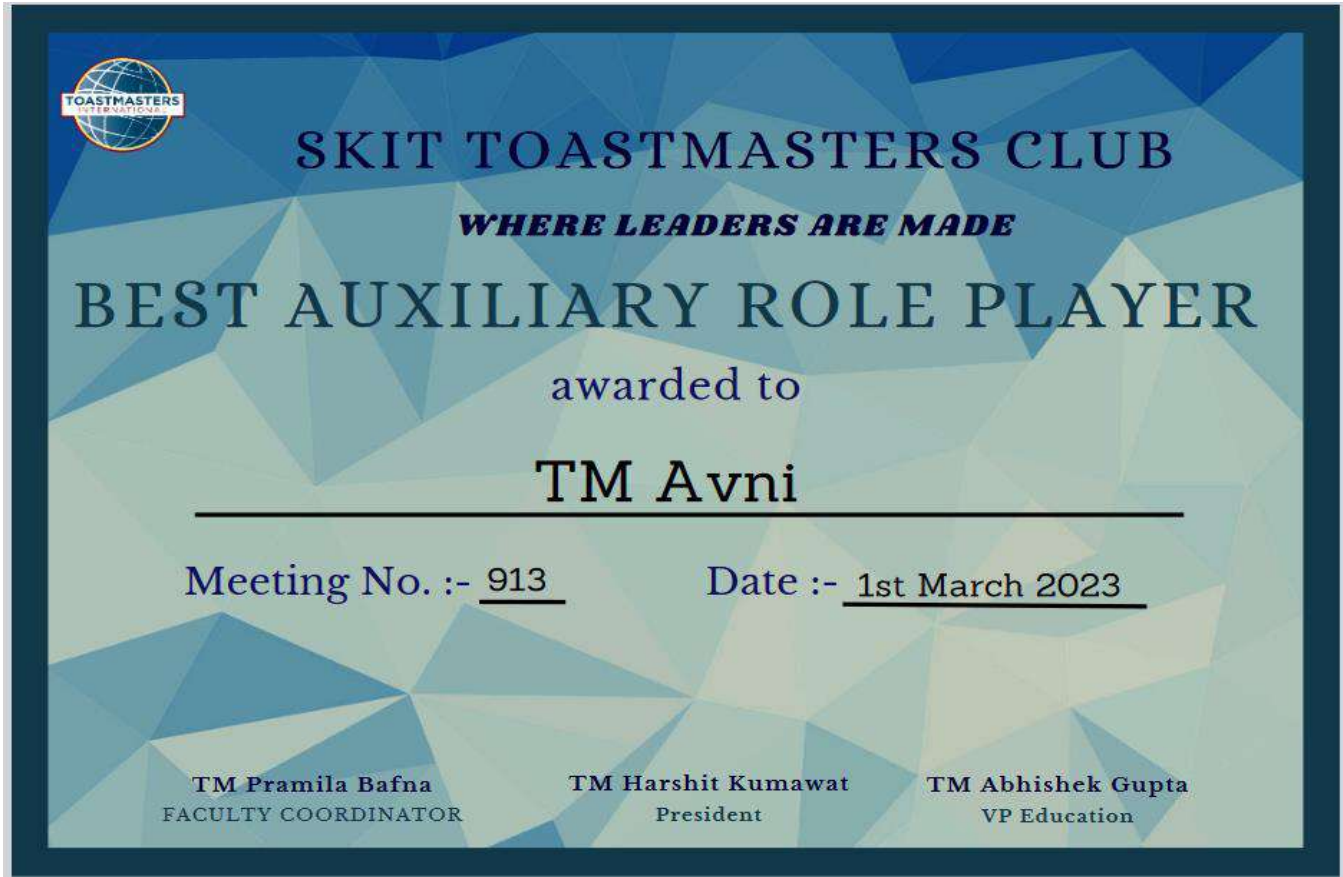 TOASTMASTERS
INTERNATIONAL
SKIT TOASTMASTERS CLUB
WHERE LEADERS ARE MADE
BEST AUXILIARY ROLE PLAYER
awarded to
TM Avni
Meeting No. :- 913 Date :- 1st March 2023
TM Pramila Bafna TM Harshit Kumawat TM Abhishek Gupta
FACULTY COORDINATOR President VP Education